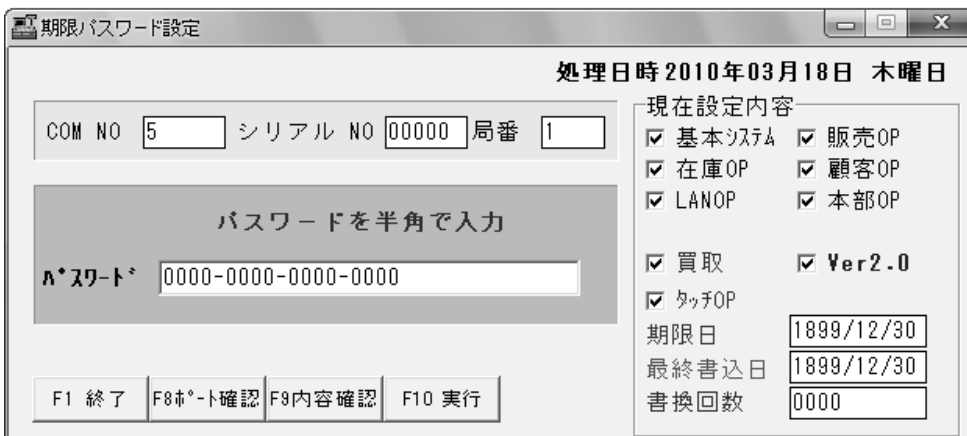 期限パスワード設定
処理日時2010年03月18日 木曜日
COM NO 5 シリアル NO 00000 局番 1
パスワードを半角で入力
ﾊﾟｽﾜｰﾄﾞ 0000-0000-0000-0000
F1 終了 F8ﾎﾟｰﾄ確認 F9内容確認 F10 実行
現在設定内容
基本ｼｽﾃﾑ 販売OP
在庫OP 顧客OP
LANOP 本部OP
買取 Ver2.0
ﾀｯﾁOP
期限日 1899/12/30
最終書込日 1899/12/30
書換回数 0000